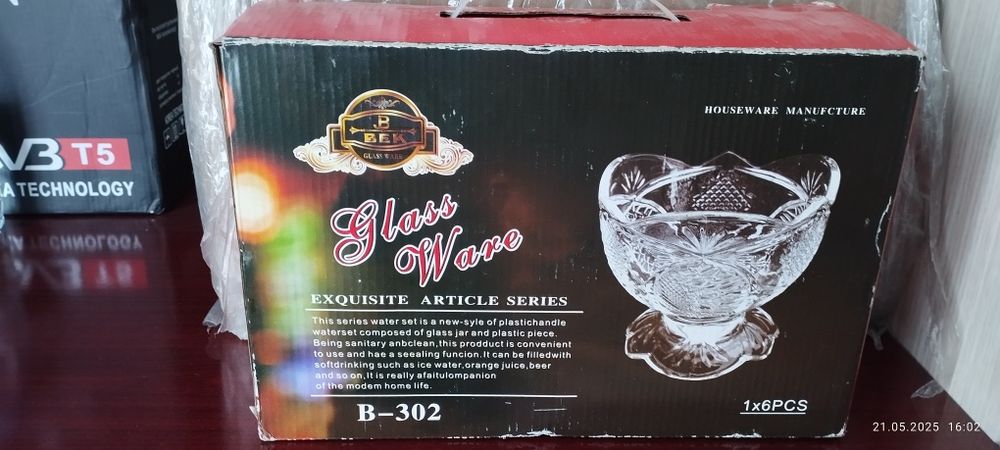 HOUSEWARE MANUFCTURE
B
BEK
GLASS WARE
Glass
Ware
EXQUISITE ARTICLE SERIES
This series water set is a new-syle of plastichandle
waterset composed of glass jar and plastic piece.
Being sanitary anbclean,this prodduct is convenient
to use and hae a seealing funcion.It can be filledwith
softdrinking such as ice water,orange juice,beer
and so on,It is really afaitulompanion
of the modem home life.
B-302
1x6PCS
T5
TECHNOLOGY
21.05.2025 16:02